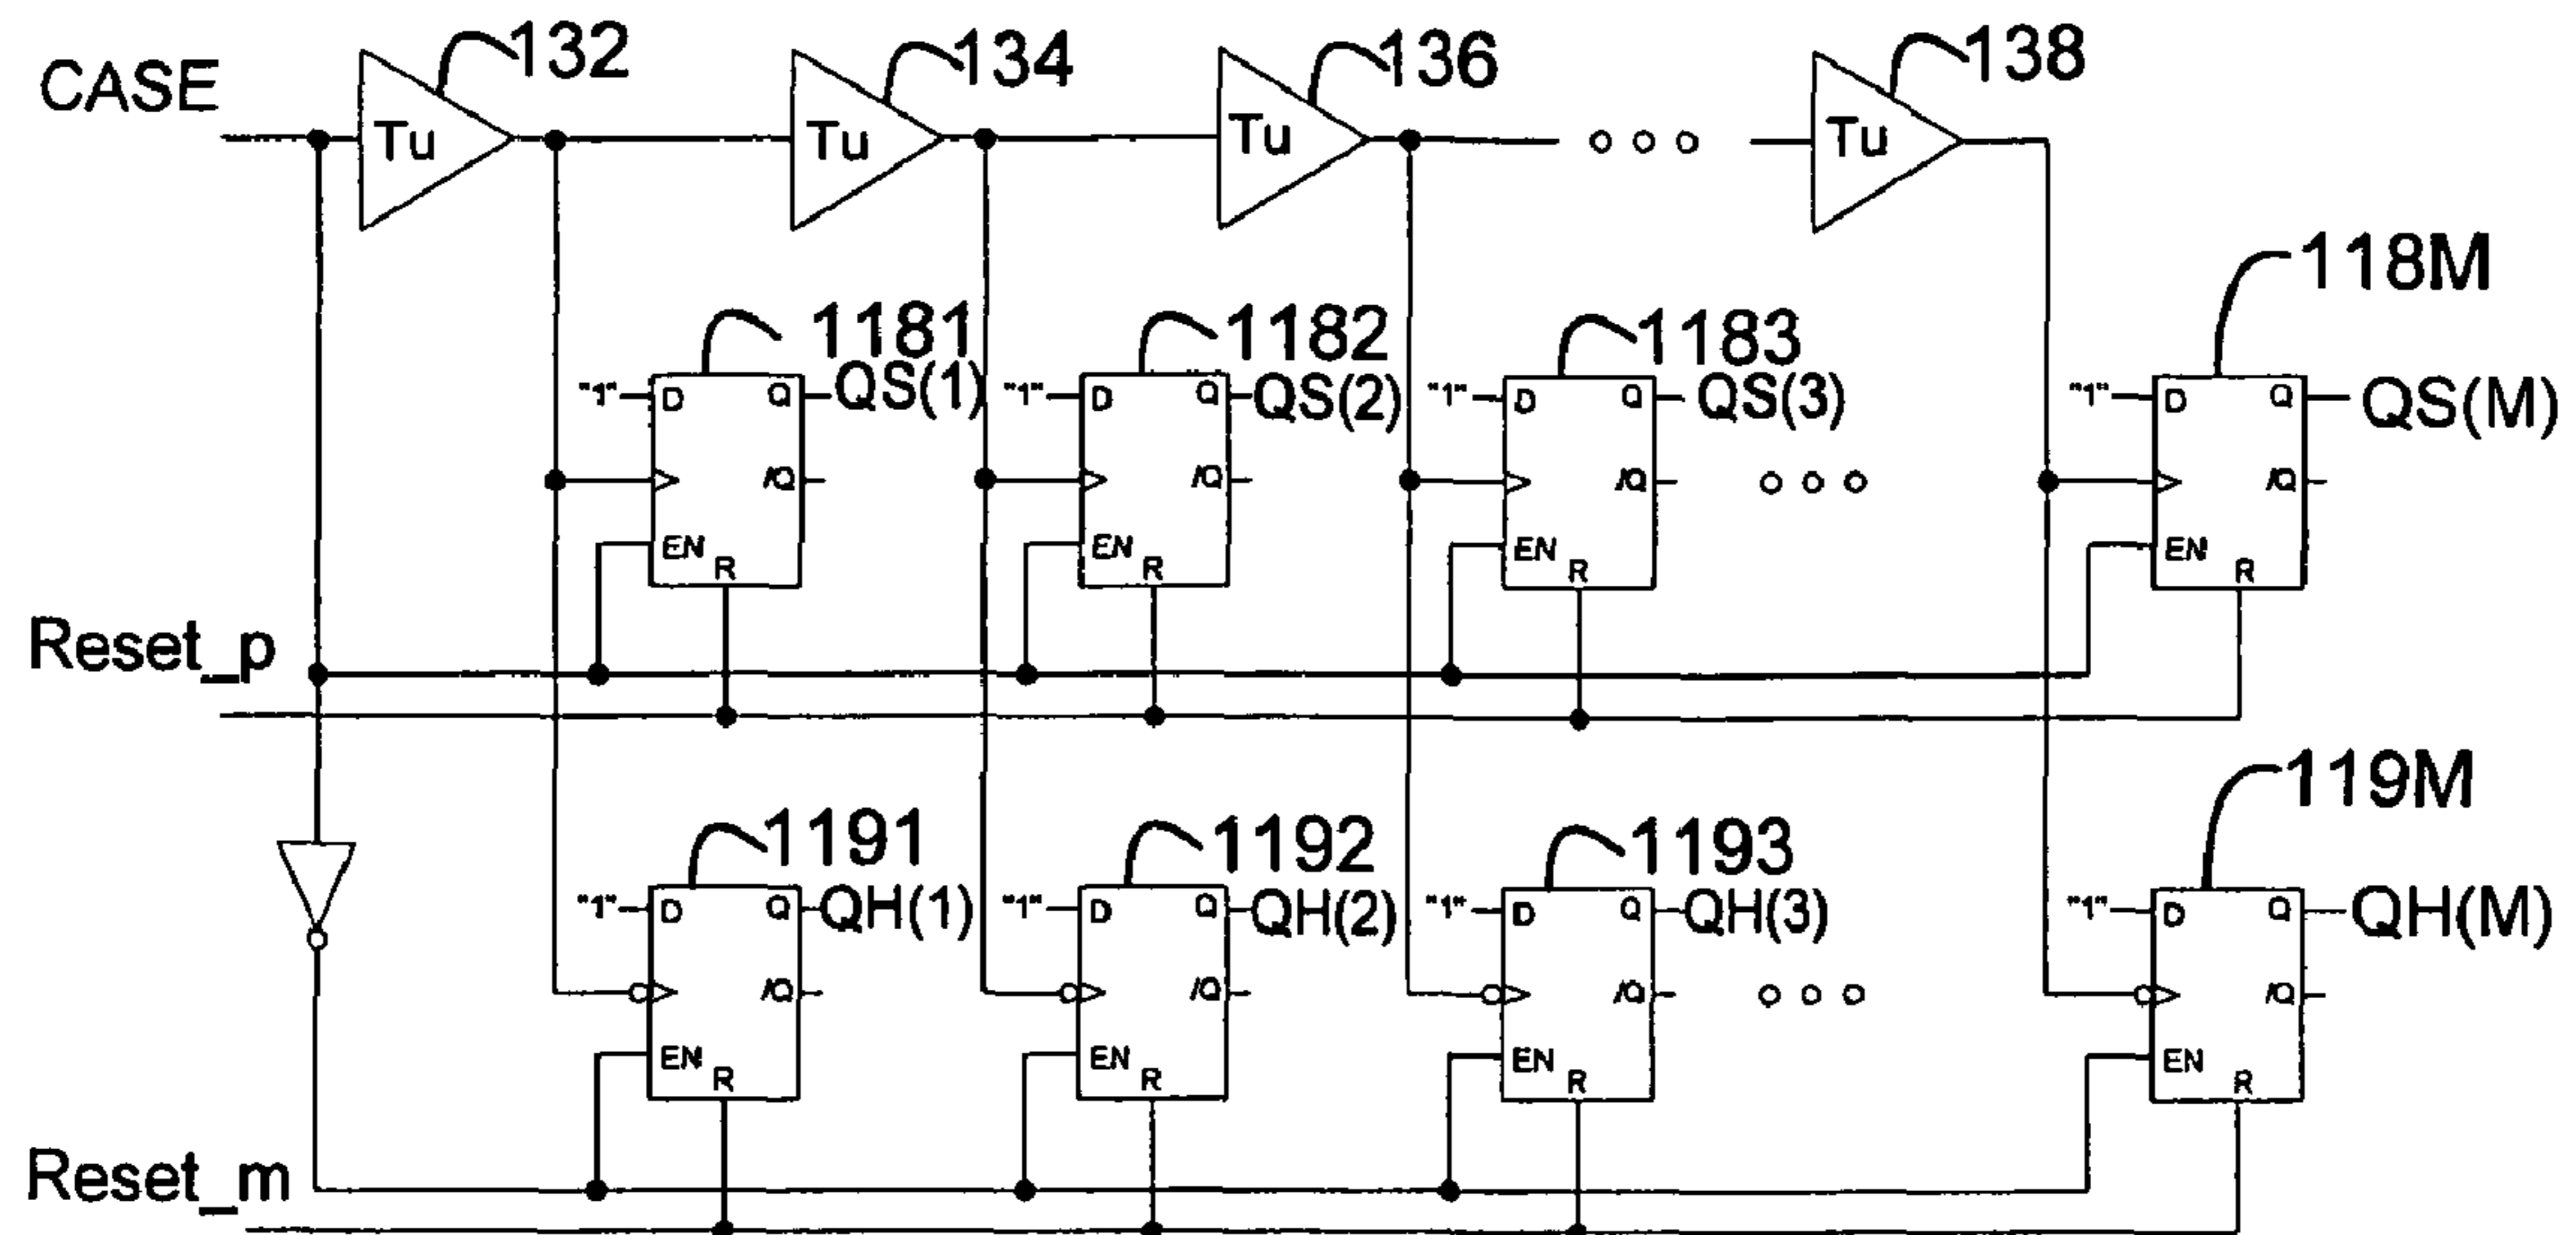 CASE
132
134
136
138
Tu
Tu
Tu
Tu
118M
1181
1182
1183
"1" D Q QS(1)
"1" D Q QS(2)
"1" D Q QS(3)
"1" D Q QS(M)
/Q
/Q
/Q
/Q
EN
EN
EN
EN
R
R
R
R
Reset_p
119M
1191
1192
1193
"1" D Q QH(1)
"1" D Q QH(2)
"1" D Q QH(3)
"1" D Q QH(M)
/Q
/Q
/Q
/Q
EN
EN
EN
EN
R
R
R
R
Reset_m